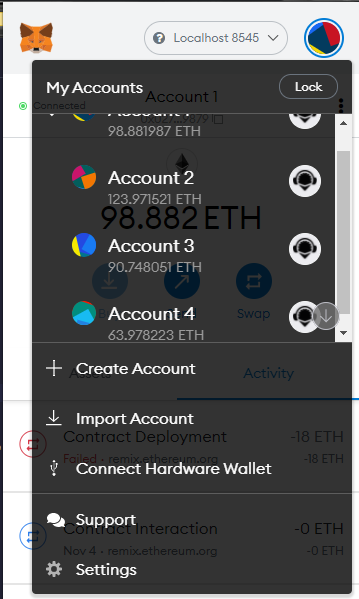 Localhost 8545
My Accounts
Lock
Connected
Account 1
98.881987 ETH
Account 2
123.971521 ETH
98.882 ETH
Account 3
90.748051 ETH
Swap
Account 4
63.978223 ETH
Create Account
Activity
Import Account
Contract Deployment
-18 ETH
Failed · remix.ethereum.org
-18 ETH
Connect Hardware Wallet
Support
Contract Interaction
-0 ETH
Nov 4 · remix.ethereum.org
-0 ETH
Settings